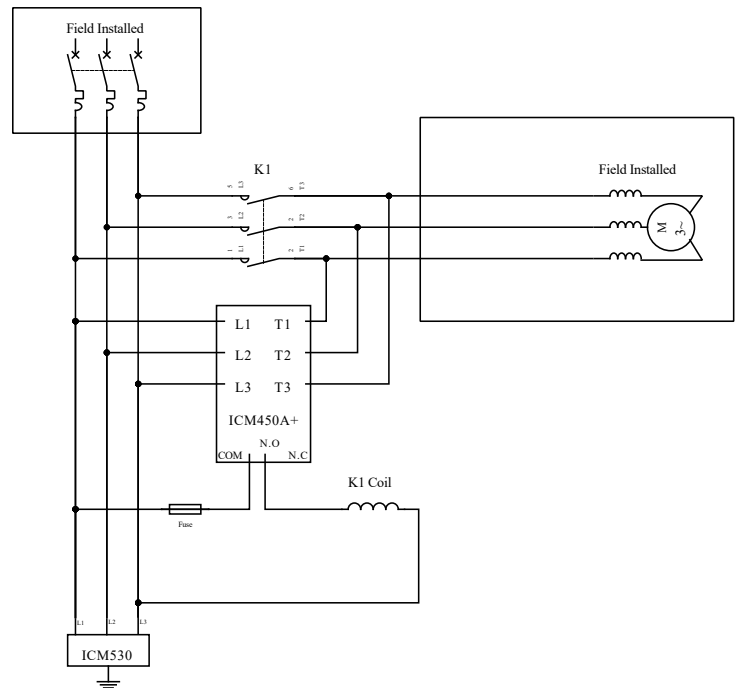 Field Installed
K1
5
L3
6
T3
3
L2
2
T2
1
L1
2
T1
Field Installed
M
3~
L1 T1
L2 T2
L3 T3
ICM450A+
N.O
COM N.C
K1 Coil
Fuse
L1 L2 L3
ICM530